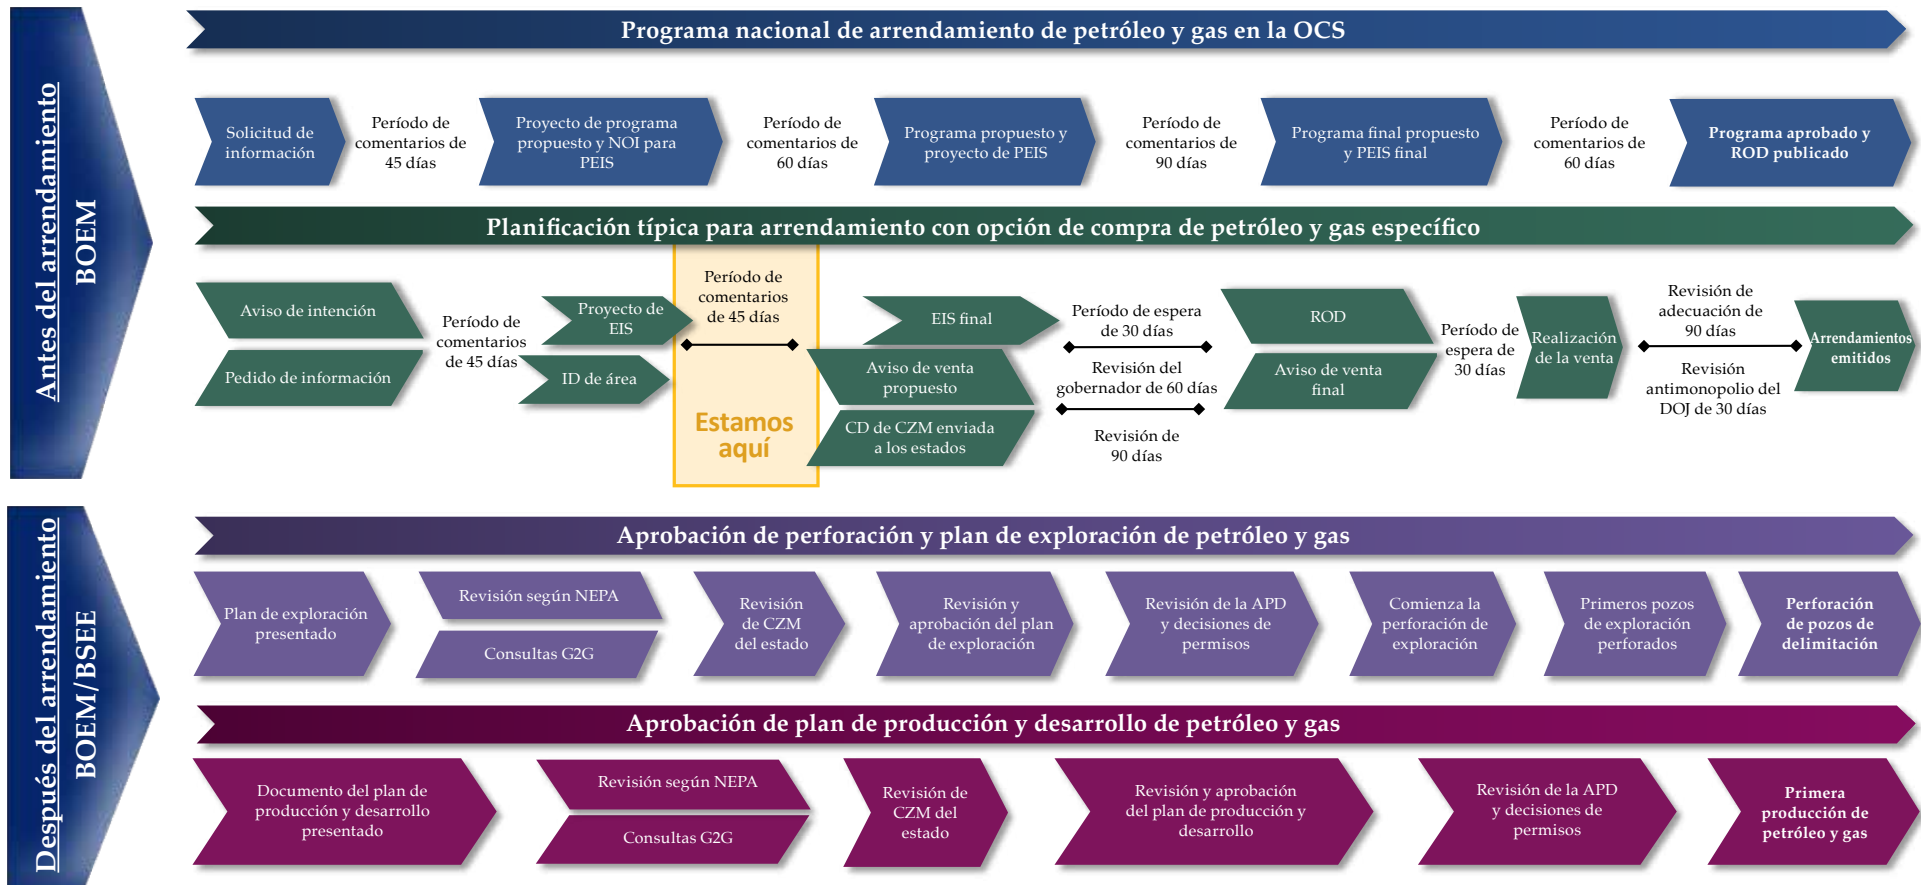 Antes del arrendamiento
BOEM
Programa nacional de arrendamiento de petróleo y gas en la OCS
Solicitud de
información
Período de
comentarios de
45 días
Proyecto de programa
propuesto y NOI para
PEIS
Período de
comentarios de
60 días
Programa propuesto y
proyecto de PEIS
Período de
comentarios de
90 días
Programa final propuesto
y PEIS final
Período de
comentarios de
60 días
Programa aprobado y
ROD publicado
Planificación típica para arrendamiento con opción de compra de petróleo y gas específico
Aviso de intención
Pedido de información
Período de
comentarios
de 45 días
Proyecto de
EIS
ID de área
Período de
comentarios
de 45 días
Estamos
aquí
EIS final
Aviso de venta
propuesto
CD de CZM enviada
a los estados
Período de espera
de 30 días
Revisión del
gobernador de 60 días
Revisión de
90 días
ROD
Aviso de venta
final
Período de
espera de
30 días
Realización
de la venta
Revisión de
adecuación de
90 días
Revisión
antimonopolio del
DOJ de 30 días
Arrendamientos
emitidos
Después del arrendamiento
BOEM/BSEE
Aprobación de perforación y plan de exploración de petróleo y gas
Plan de exploración
presentado
Revisión según NEPA
Consultas G2G
Revisión
de CZM
del estado
Revisión y
aprobación del plan
de exploración
Revisión de la APD
y decisiones de
permisos
Comienza la
perforación de
exploración
Primeros pozos
de exploración
perforados
Perforación
de pozos de
delimitación
Aprobación de plan de producción y desarrollo de petróleo y gas
Documento del plan de
producción y desarrollo
presentado
Revisión según NEPA
Consultas G2G
Revisión de
CZM del
estado
Revisión y aprobación
del plan de producción y
desarrollo
Revisión de la APD
y decisiones de
permisos
Primera
producción de
petróleo y gas